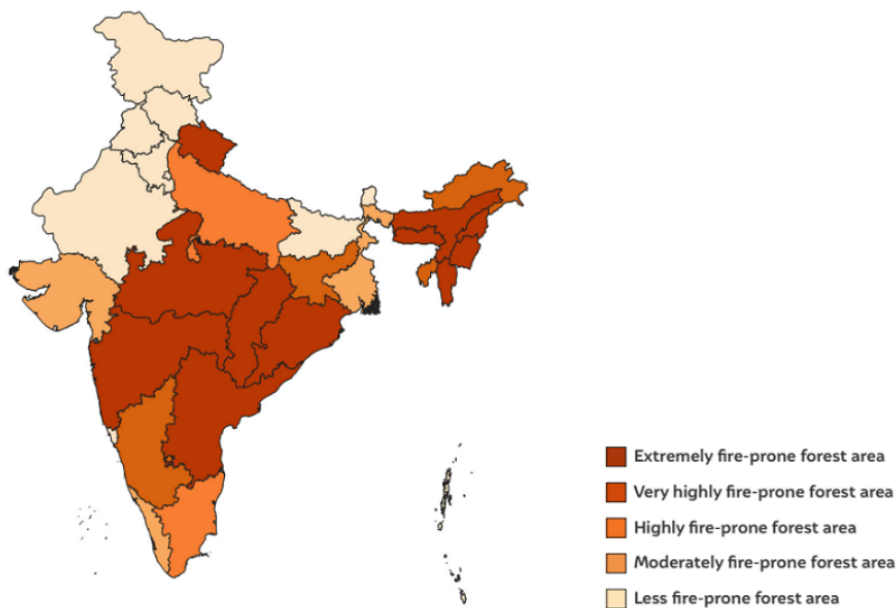 Extremely fire-prone forest area
Very highly fire-prone forest area
Highly fire-prone forest area
Moderately fire-prone forest area
Less fire-prone forest area